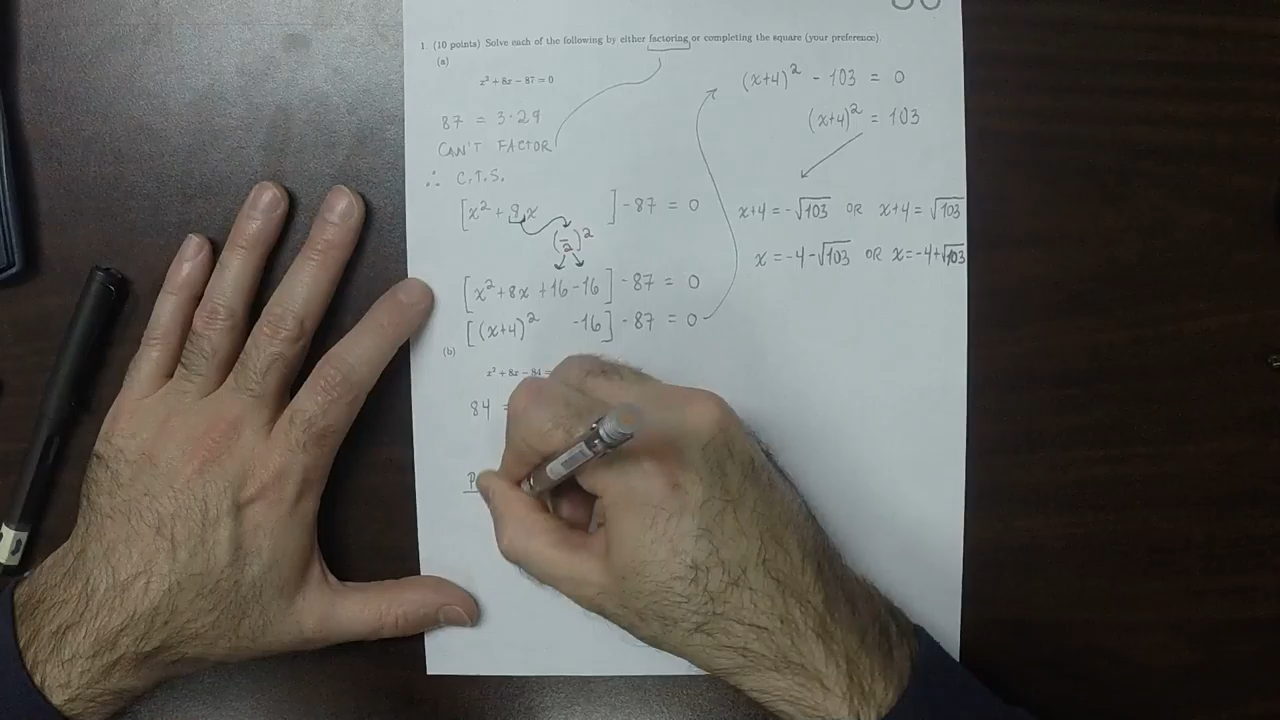 1. (10 points) Solve each of the following by either factoring or completing the square (your preference).
(a)
x² + 8x − 87 = 0
87 = 3·29
CAN'T FACTOR
∴ C.T.S.
[x² + 8x ] - 87 = 0
(–/2)²
[x² + 8x + 16 - 16] - 87 = 0
[(x+4)² - 16] - 87 = 0
(x+4)² - 103 = 0
(x+4)² = 103
x+4 = -√103 OR x+4 = √103
x = -4-√103 OR x = -4+√103
(b)
x² + 8x − 84 =
84 =